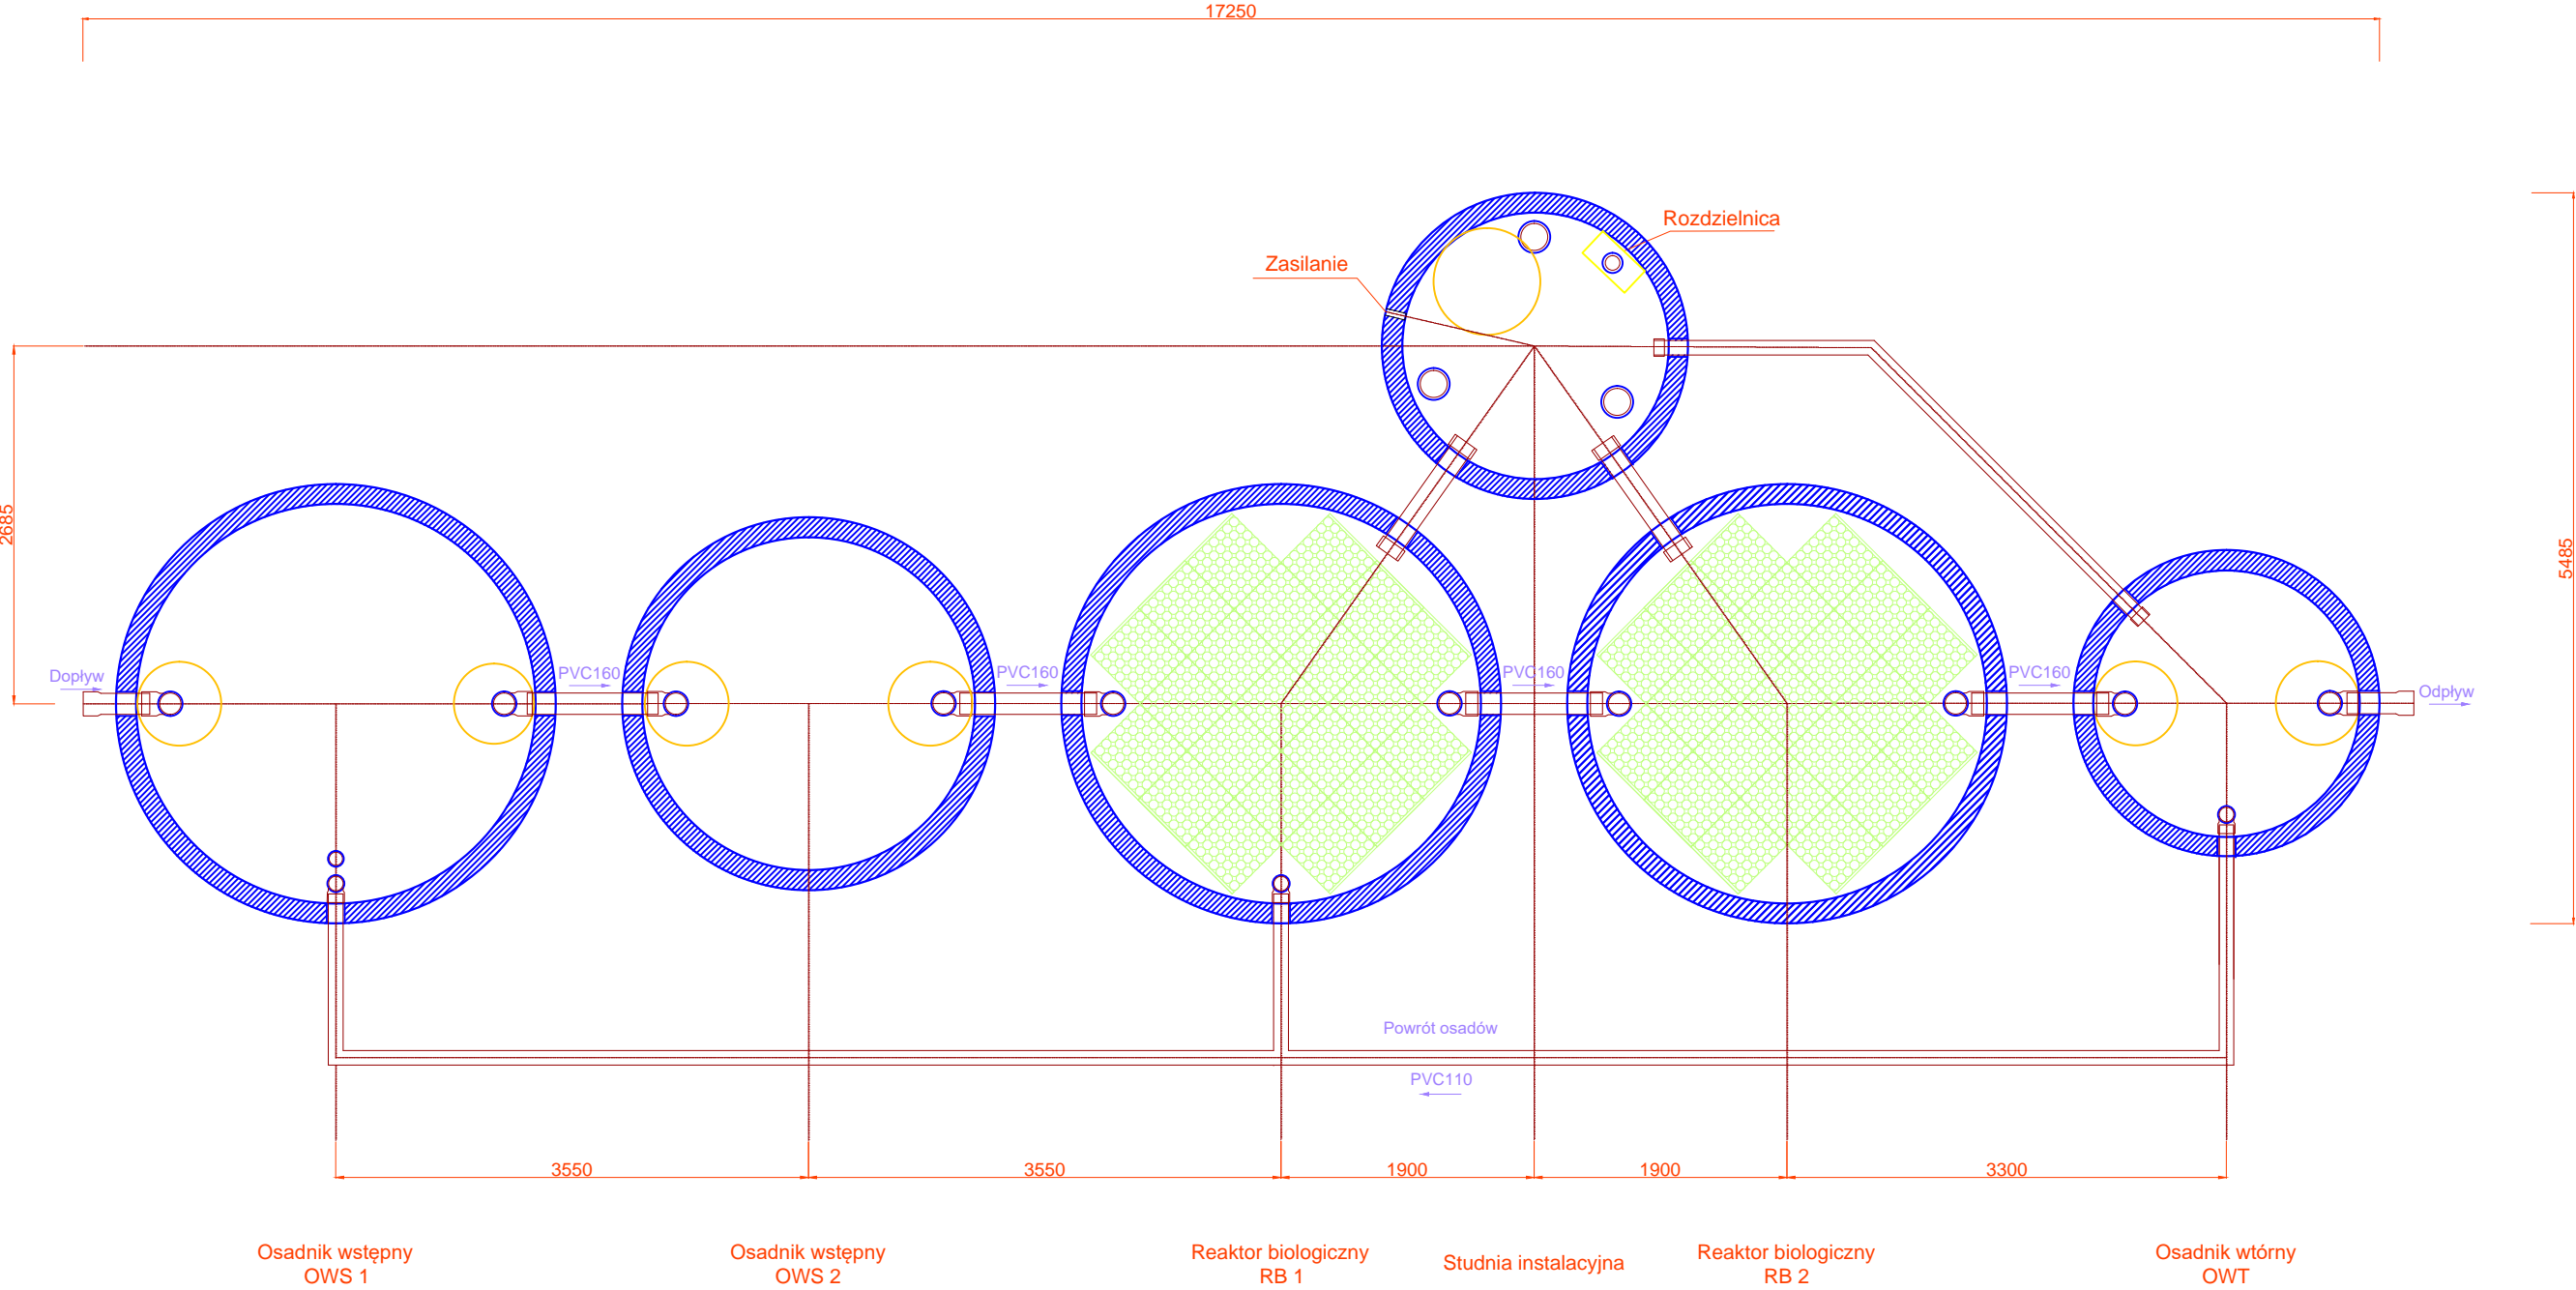 17250
Rozdzielnica
Zasilanie
2685
5485
Dopływ
PVC160
PVC160
PVC160
PVC160
Odpływ
Powrót osadów
PVC110
3550
3550
1900
1900
3300
Osadnik wstępny
OWS 1
Osadnik wstępny
OWS 2
Reaktor biologiczny
RB 1
Studnia instalacyjna
Reaktor biologiczny
RB 2
Osadnik wtórny
OWT